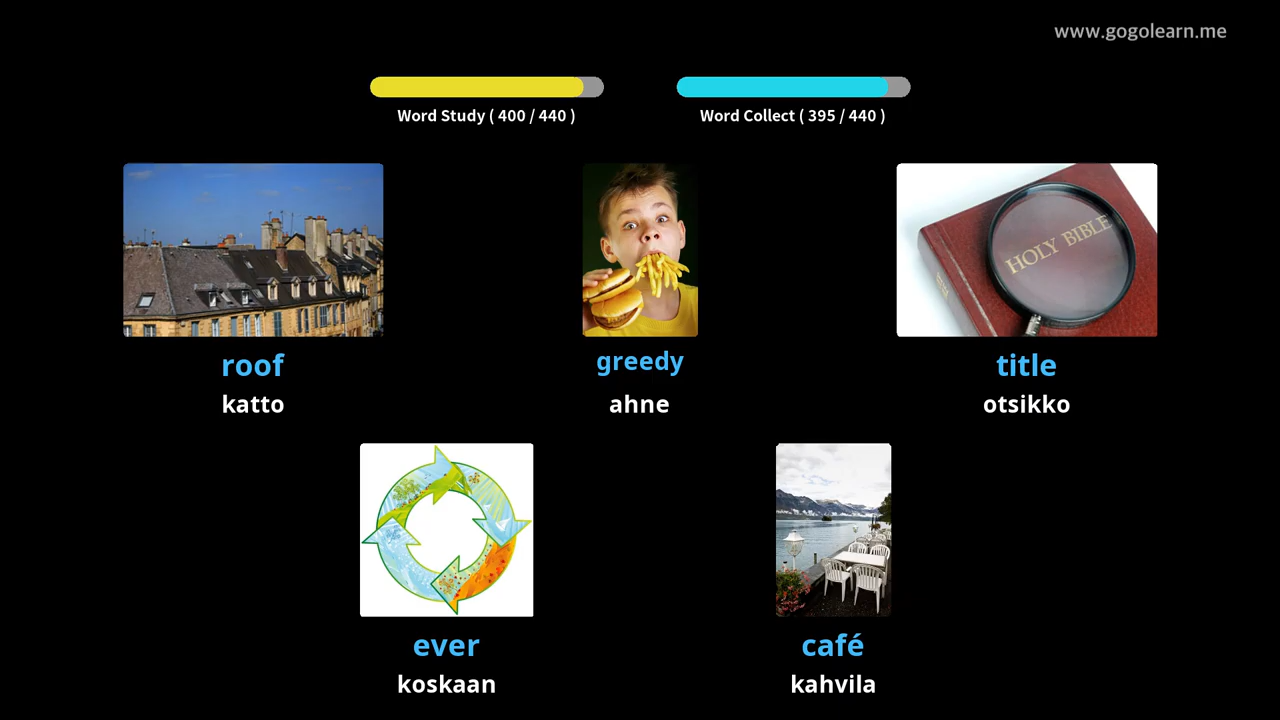 www.gogolearn.me
Word Study ( 400 / 440 )
Word Collect ( 395 / 440 )
HOLY BIBLE
roof
katto
greedy
ahne
title
otsikko
ever
koskaan
café
kahvila